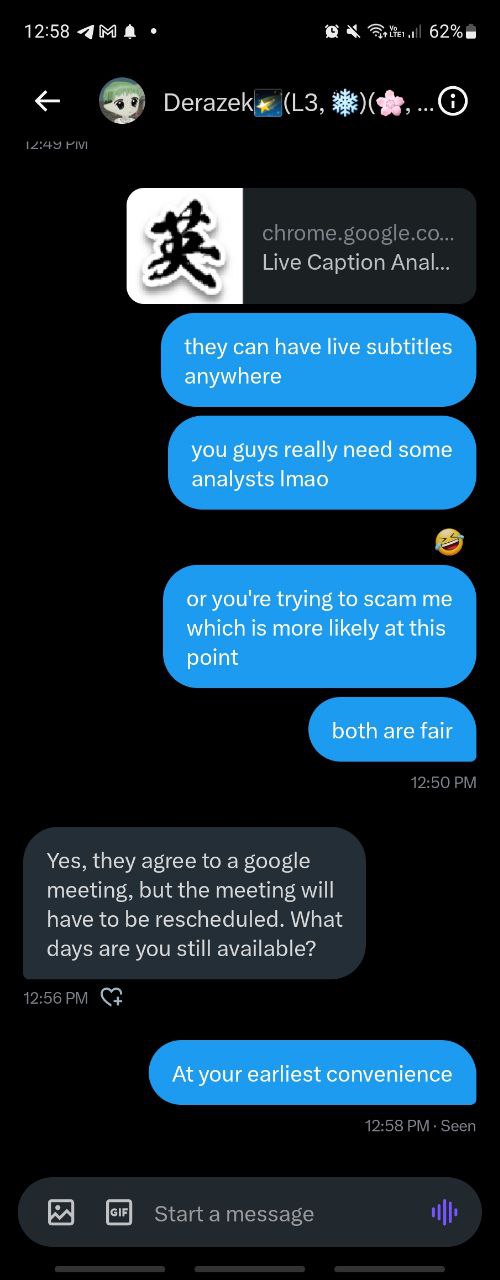 12:58
Vo
LTE1
62%
Derazek🌠(L3, ❄️)(🌸, ...
12:49 PM
英
chrome.google.co...
Live Caption Anal...
they can have live subtitles
anywhere
you guys really need some
analysts lmao
🤣
or you're trying to scam me
which is more likely at this
point
both are fair
12:50 PM
Yes, they agree to a google
meeting, but the meeting will
have to be rescheduled. What
days are you still available?
12:56 PM
At your earliest convenience
12:58 PM · Seen
GIF
Start a message